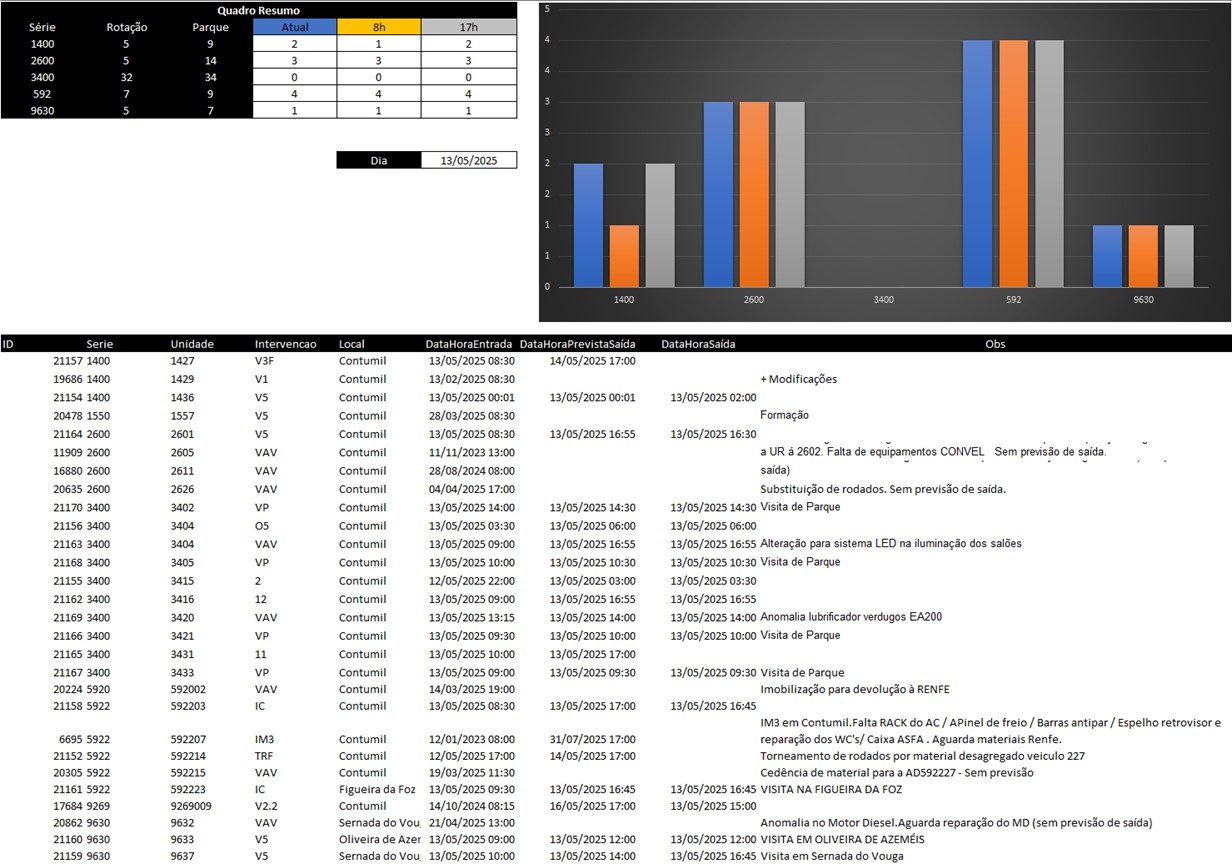 Quadro Resumo
Série Rotação Parque Atual 8h 17h
1400 5 9 2 1 2
2600 5 14 3 3 3
3400 32 34 0 0 0
592 7 9 4 4 4
9630 5 7 1 1 1
Dia 13/05/2025
5
4
4
3
3
2
2
1
1
0
1400 2600 3400 592 9630
ID Serie Unidade Intervencao Local DataHoraEntrada DataHoraPrevistaSaída DataHoraSaída Obs
21157 1400 1427 V3F Contumil 13/05/2025 08:30 14/05/2025 17:00
19686 1400 1429 V1 Contumil 13/02/2025 08:30 + Modificações
21154 1400 1436 V5 Contumil 13/05/2025 00:01 13/05/2025 00:01 13/05/2025 02:00
20478 1550 1557 V5 Contumil 28/03/2025 08:30 Formação
21164 2600 2601 V5 Contumil 13/05/2025 08:30 13/05/2025 16:55 13/05/2025 16:30
11909 2600 2605 VAV Contumil 11/11/2023 13:00 a UR á 2602. Falta de equipamentos CONVEL Sem previsão de saída.
16880 2600 2611 VAV Contumil 28/08/2024 08:00 saída)
20635 2600 2626 VAV Contumil 04/04/2025 17:00 Substituição de rodados. Sem previsão de saída.
21170 3400 3402 VP Contumil 13/05/2025 14:00 13/05/2025 14:30 13/05/2025 14:30 Visita de Parque
21156 3400 3404 O5 Contumil 13/05/2025 03:30 13/05/2025 06:00 13/05/2025 06:00
21163 3400 3404 VAV Contumil 13/05/2025 09:00 13/05/2025 16:55 13/05/2025 16:55 Alteração para sistema LED na iluminação dos salões
21168 3400 3405 VP Contumil 13/05/2025 10:00 13/05/2025 10:30 13/05/2025 10:30 Visita de Parque
21155 3400 3415 2 Contumil 12/05/2025 22:00 13/05/2025 03:00 13/05/2025 03:30
21162 3400 3416 12 Contumil 13/05/2025 09:00 13/05/2025 16:55 13/05/2025 16:55
21169 3400 3420 VAV Contumil 13/05/2025 13:15 13/05/2025 14:00 13/05/2025 14:00 Anomalia lubrificador verdugos EA200
21166 3400 3421 VP Contumil 13/05/2025 09:30 13/05/2025 10:00 13/05/2025 10:00 Visita de Parque
21165 3400 3431 11 Contumil 13/05/2025 10:00 13/05/2025 17:00
21167 3400 3433 VP Contumil 13/05/2025 09:00 13/05/2025 09:30 13/05/2025 09:30 Visita de Parque
20224 5920 592002 VAV Contumil 14/03/2025 19:00 Imobilização para devolução à RENFE
21158 5922 592203 IC Contumil 13/05/2025 08:30 13/05/2025 17:00 13/05/2025 16:45
IM3 em Contumil.Falta RACK do AC / APinel de freio / Barras antipar / Espelho retrovisor e
6695 5922 592207 IM3 Contumil 12/01/2023 08:00 31/07/2025 17:00 reparação dos WC's/ Caixa ASFA . Aguarda materiais Renfe.
21152 5922 592214 TRF Contumil 12/05/2025 17:00 14/05/2025 17:00 Torneamento de rodados por material desagregado veiculo 227
20305 5922 592215 VAV Contumil 19/03/2025 11:30 Cedência de material para a AD592227 - Sem previsão
21161 5922 592223 IC Figueira da Foz 13/05/2025 09:30 13/05/2025 16:45 13/05/2025 16:45 VISITA NA FIGUEIRA DA FOZ
17684 9269 9269009 V2.2 Contumil 14/10/2024 08:15 16/05/2025 17:00 13/05/2025 15:00
20862 9630 9632 VAV Sernada do Vou 21/04/2025 13:00 Anomalia no Motor Diesel.Aguarda reparação do MD (sem previsão de saída)
21160 9630 9633 V5 Oliveira de Azer 13/05/2025 09:00 13/05/2025 12:00 13/05/2025 12:00 VISITA EM OLIVEIRA DE AZEMÉIS
21159 9630 9637 V5 Sernada do Vou 13/05/2025 10:00 13/05/2025 14:00 13/05/2025 16:45 Visita em Sernada do Vouga